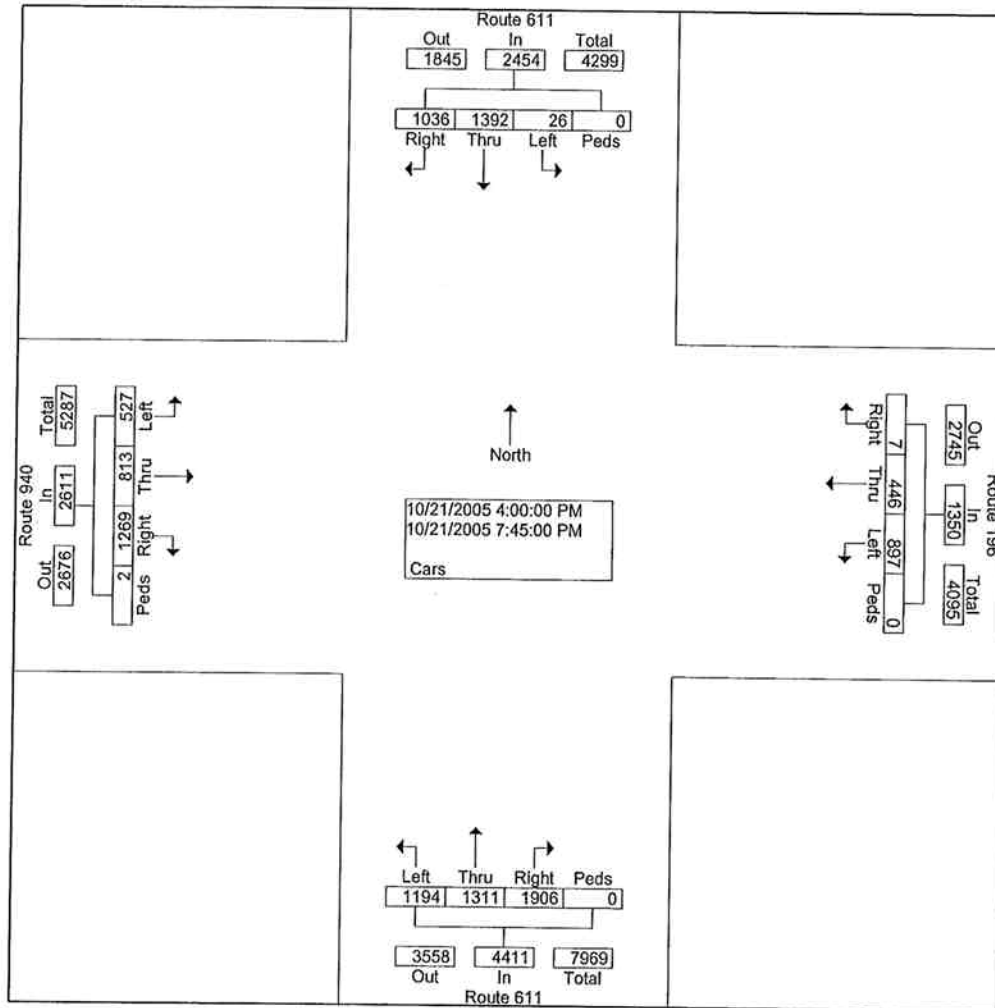 Route 611
Out In Total
1845 2454 4299
1036 1392 26 0
Right Thru Left Peds
Route 940
Total In Out
5287 2611 2676
527 813 1269 2
Left Thru Right Peds
North
10/21/2005 4:00:00 PM
10/21/2005 7:45:00 PM
Cars
Route 196
Out In Total
2745 1350 4095
7 446 897 0
Right Thru Left Peds
Left Thru Right Peds
1194 1311 1906 0
3558 4411 7969
Out In Total
Route 611